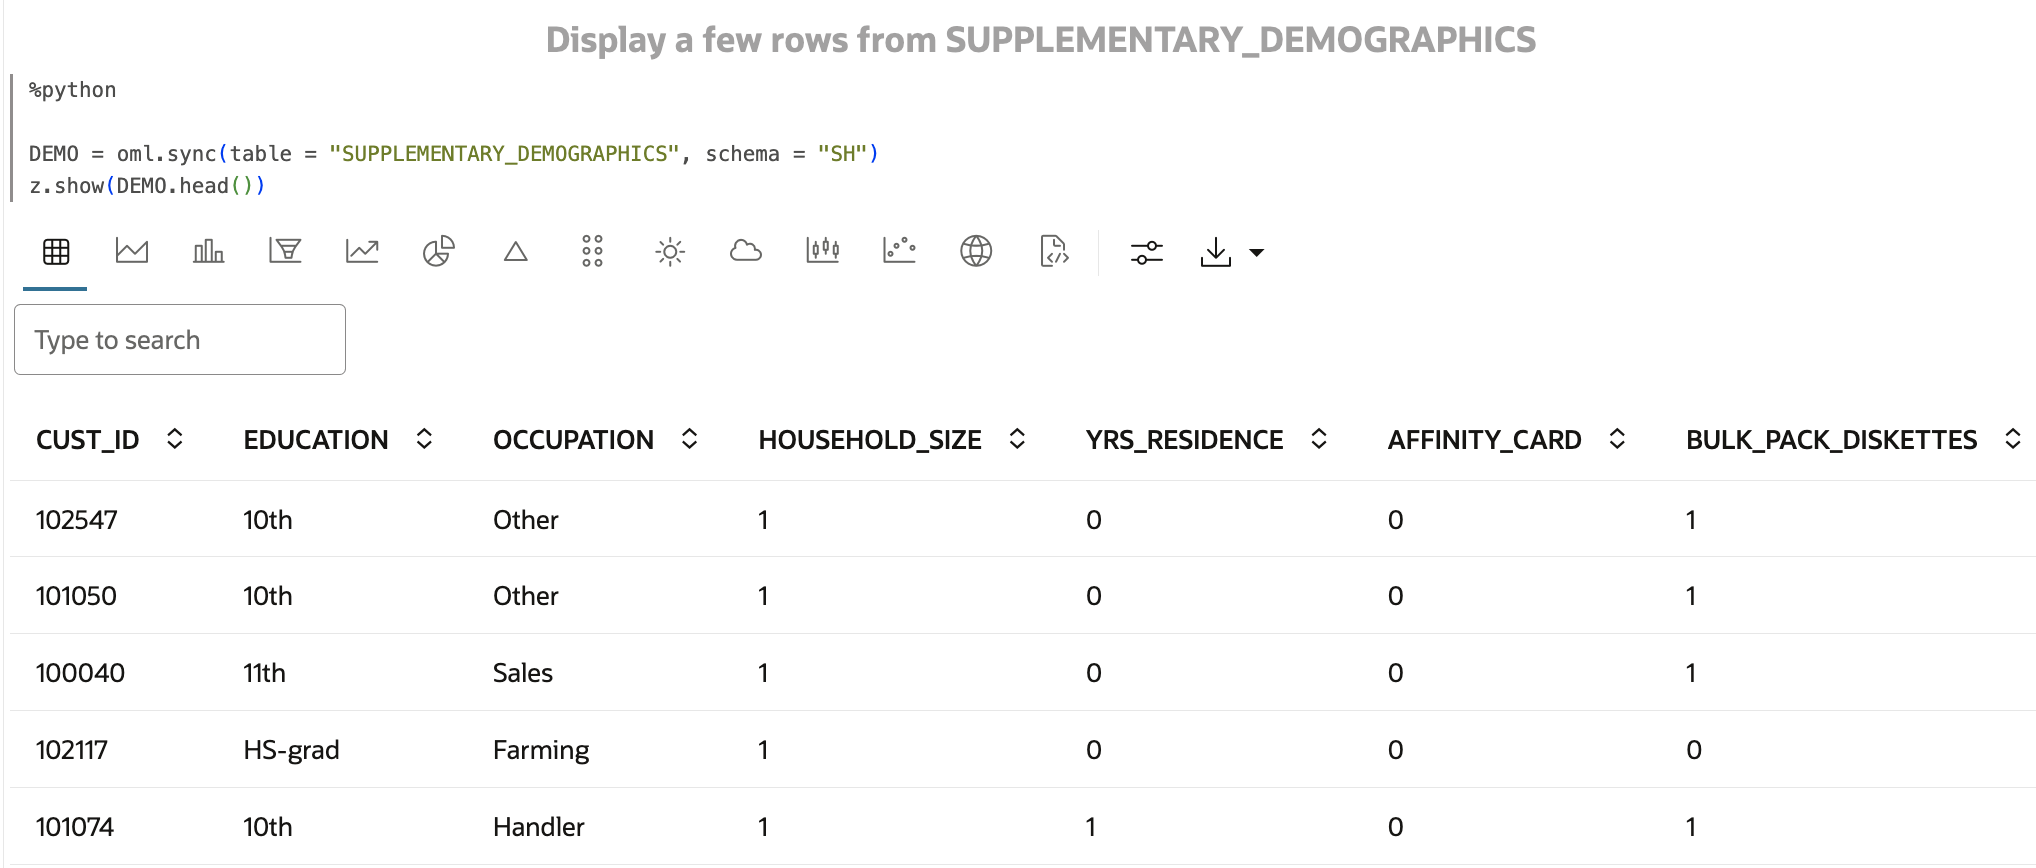 Display a few rows from SUPPLEMENTARY_DEMOGRAPHICS
%python
DEMO = oml.sync(table = "SUPPLEMENTARY_DEMOGRAPHICS", schema = "SH")
z.show(DEMO.head())
Type to search
CUST_ID EDUCATION OCCUPATION HOUSEHOLD_SIZE YRS_RESIDENCE AFFINITY_CARD BULK_PACK_DISKETTES
102547 10th Other 1 0 0 1
101050 10th Other 1 0 0 1
100040 11th Sales 1 0 0 1
102117 HS-grad Farming 1 0 0 0
101074 10th Handler 1 1 0 1